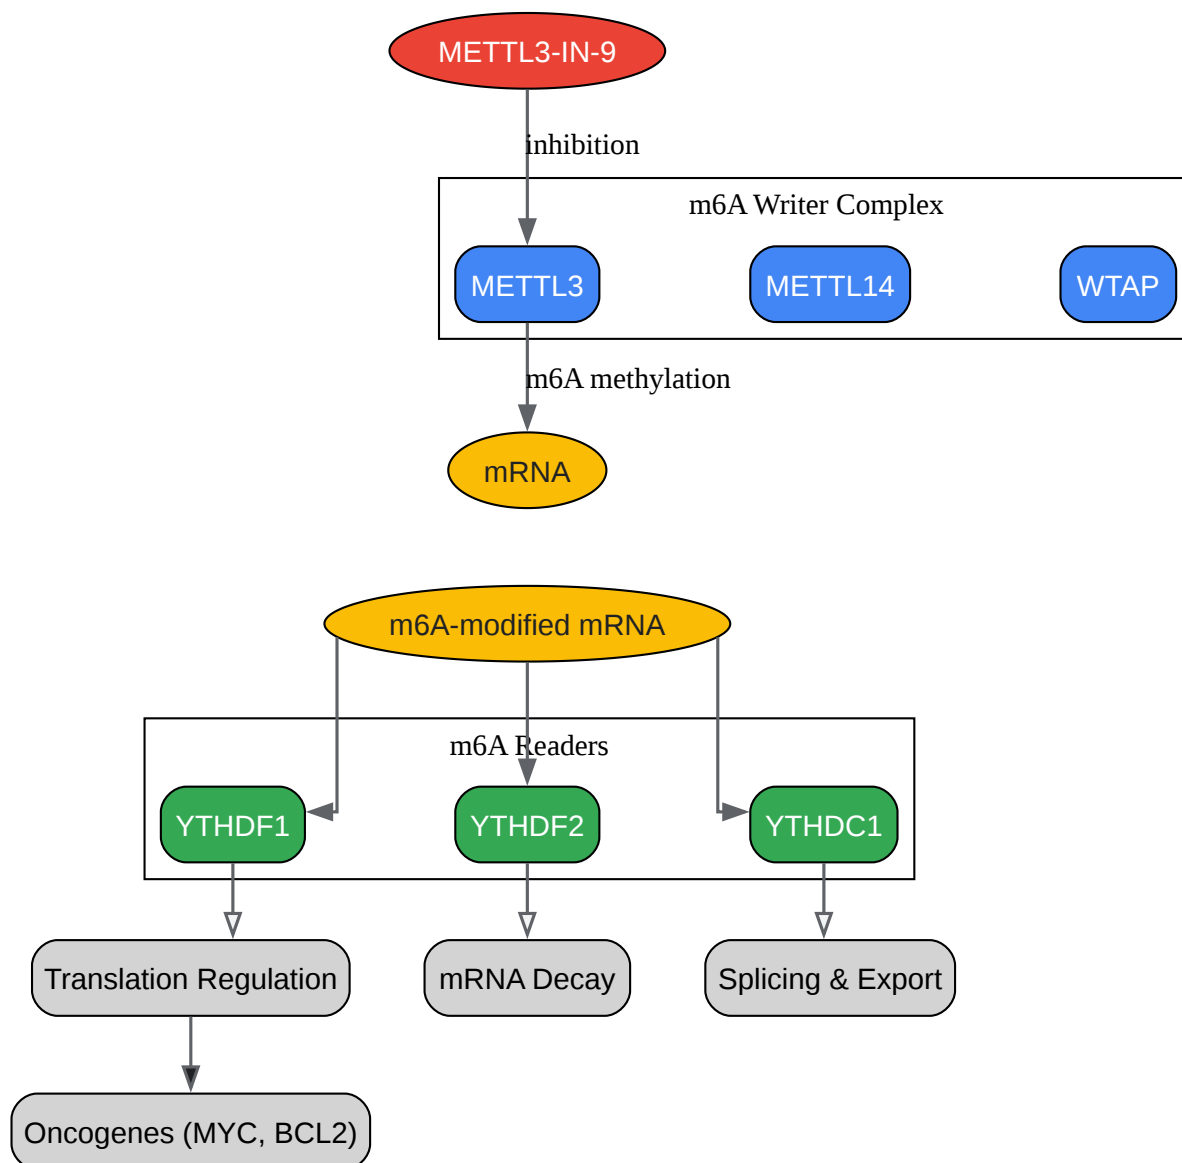 METTL3-IN-9
inhibition
m6A Writer Complex
METTL3
METTL14
WTAP
m6A methylation
mRNA
m6A-modified mRNA
m6A Readers
YTHDF1
YTHDF2
YTHDC1
Translation Regulation
mRNA Decay
Splicing & Export
Oncogenes (MYC, BCL2)